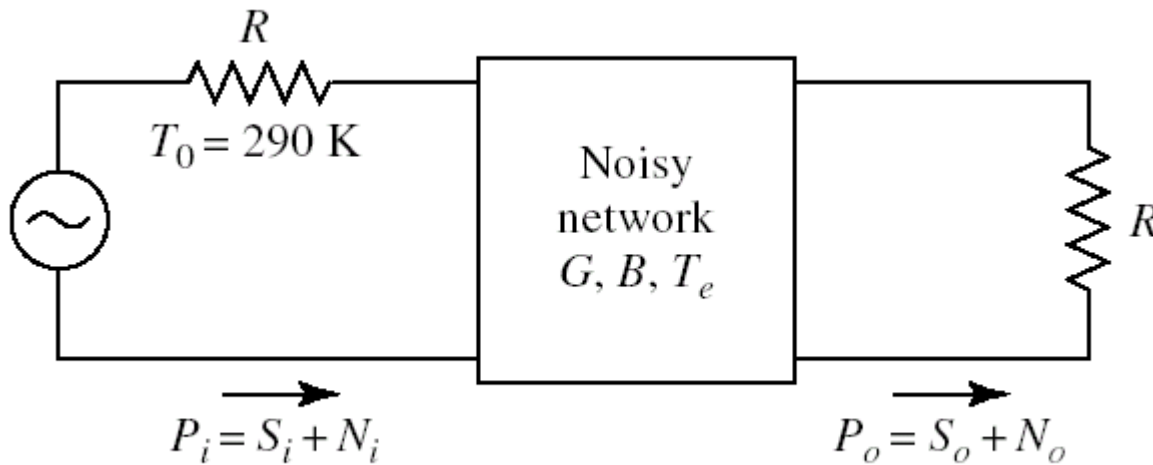 R
T₀ = 290 K
Noisy
network
G, B, Tₑ
R
Pᵢ = Sᵢ + Nᵢ
Pₒ = Sₒ + Nₒ